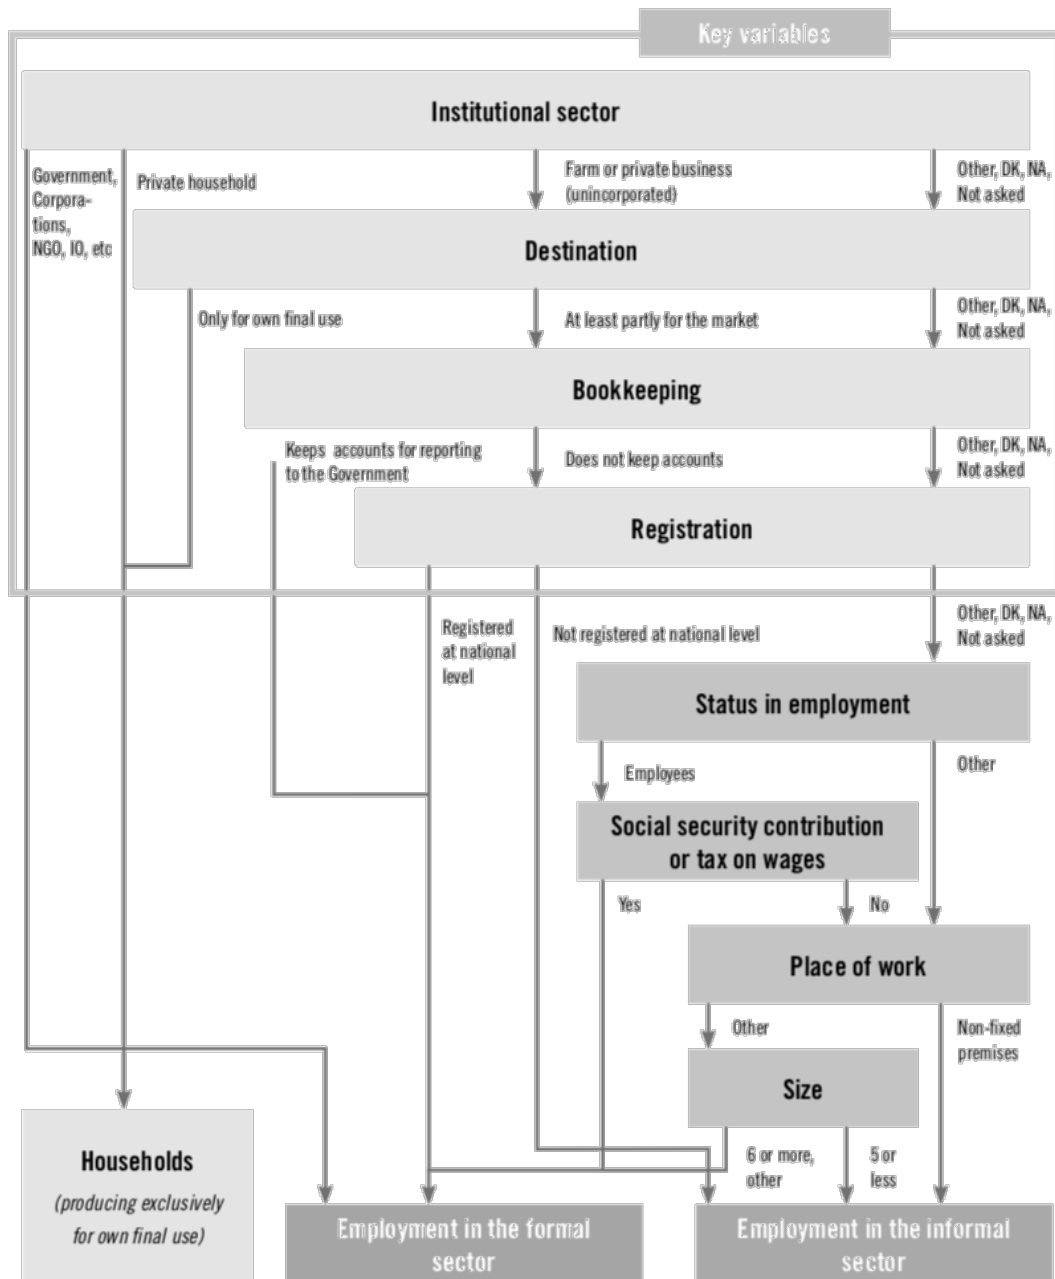 Key variables
Institutional sector
Government,
Corpora-
tions,
NGO, IO, etc
Private household
Farm or private business
(unincorporated)
Other, DK, NA,
Not asked
Destination
Only for own final use
At least partly for the market
Other, DK, NA,
Not asked
Bookkeeping
Keeps accounts for reporting
to the Government
Does not keep accounts
Other, DK, NA,
Not asked
Registration
Registered
at national
level
Not registered at national level
Other, DK, NA,
Not asked
Status in employment
Employees
Other
Social security contribution
or tax on wages
Yes
No
Place of work
Other
Non-fixed
premises
Size
6 or more,
other
5 or
less
Households
(producing exclusively
for own final use)
Employment in the formal
sector
Employment in the informal
sector